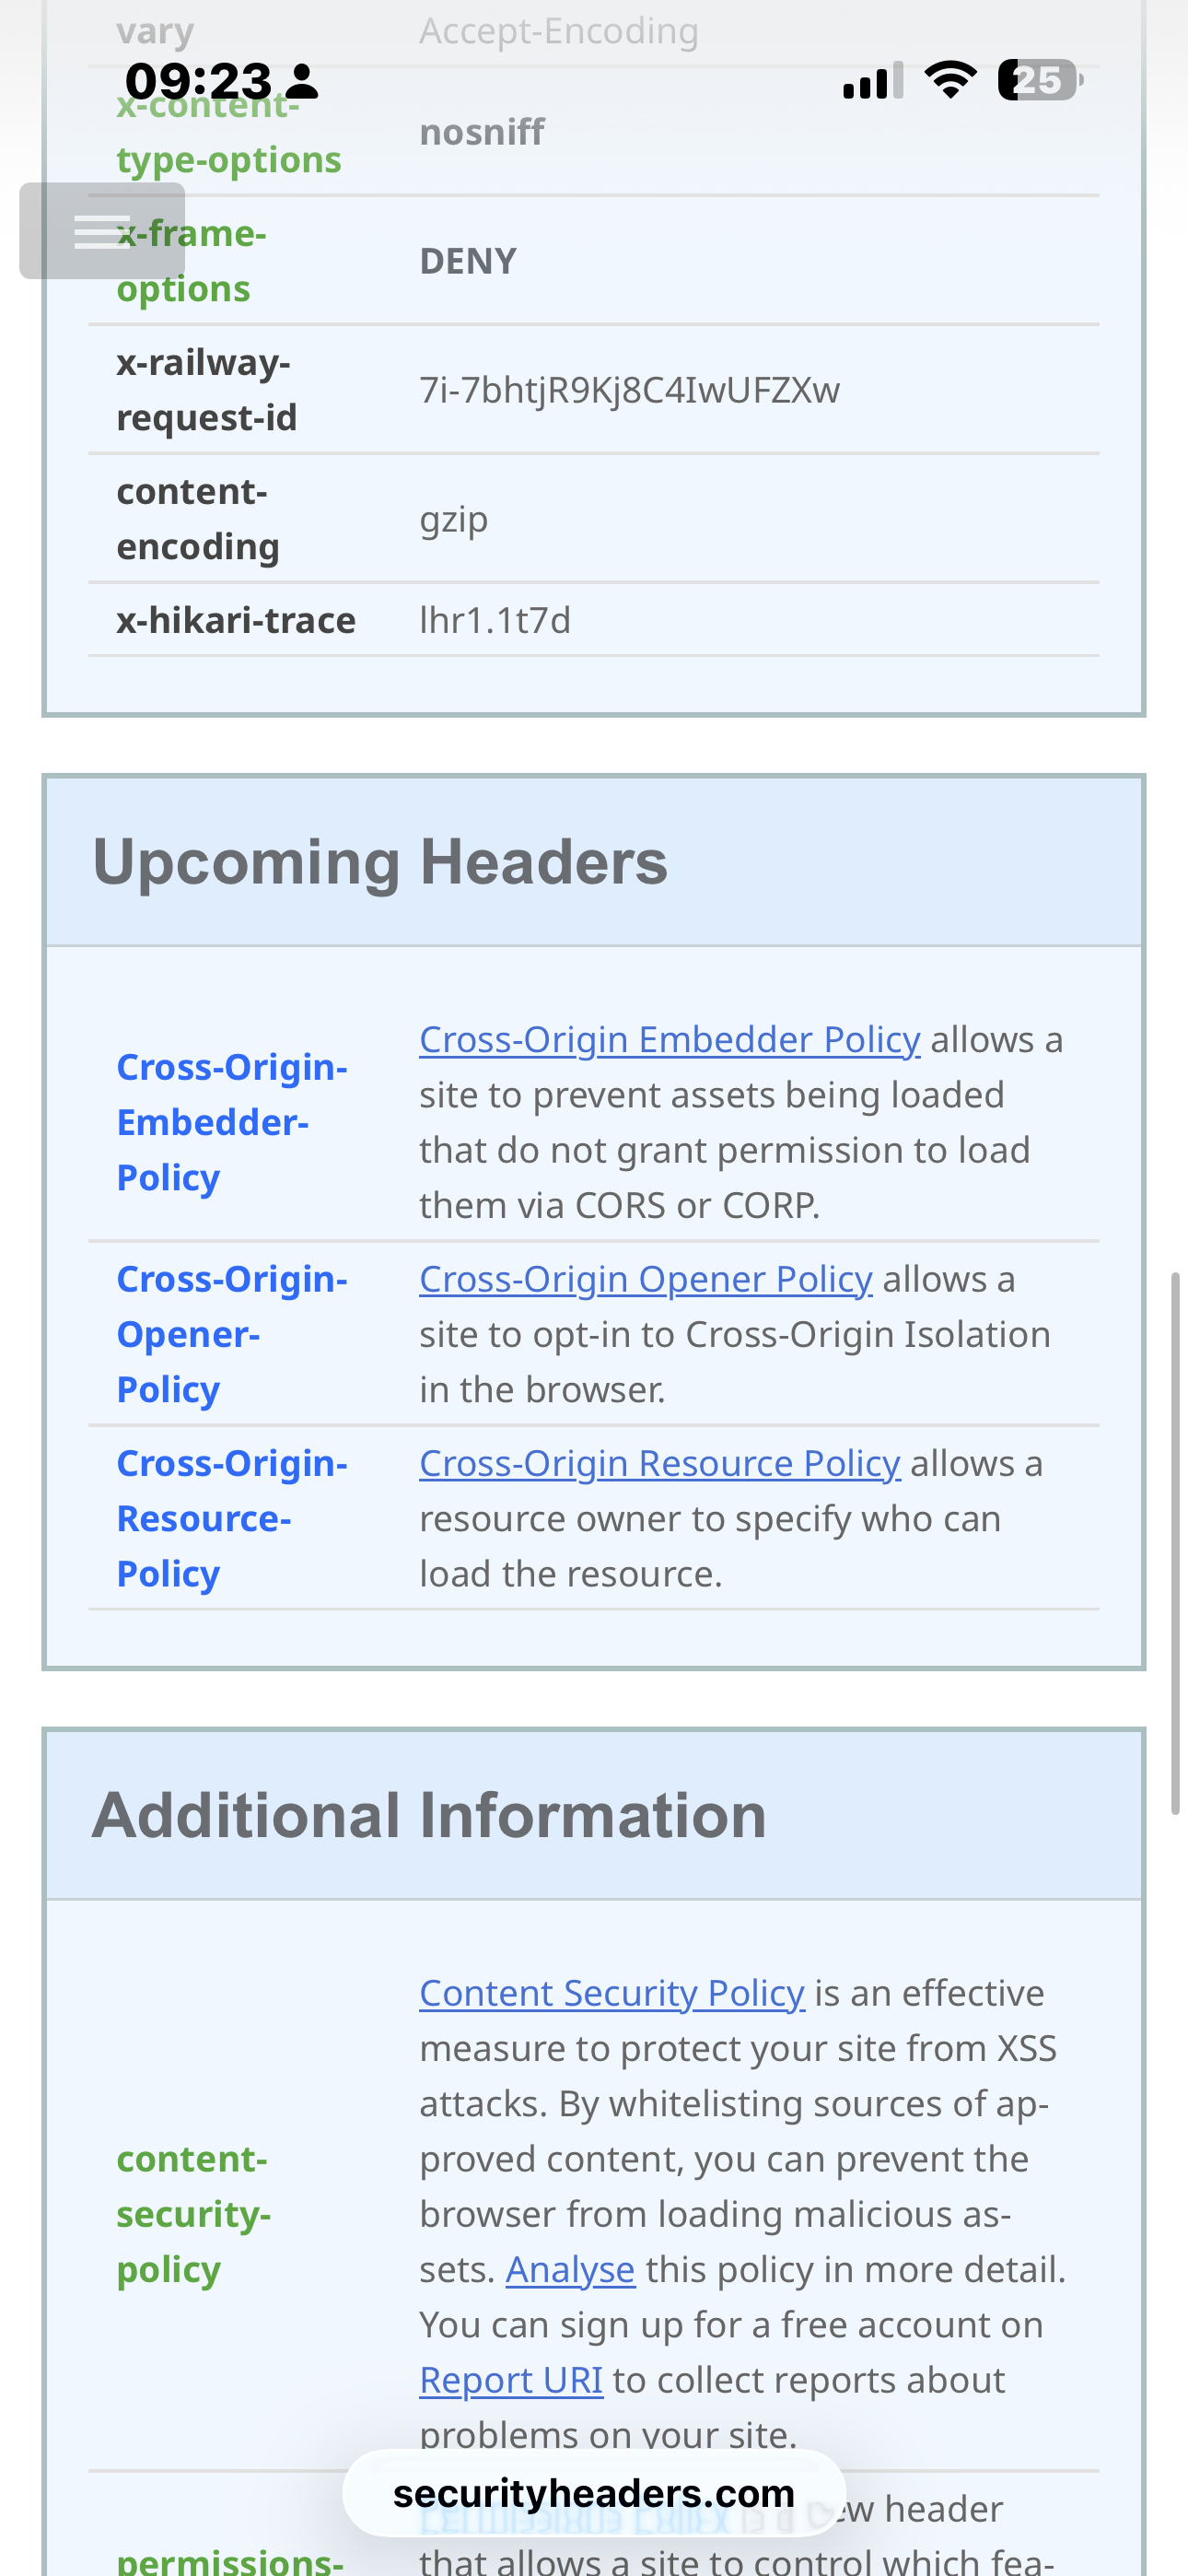 vary Accept-Encoding
09:23 25
x-content-
type-options nosniff
x-frame-
options DENY
x-railway-
request-id 7i-7bhtjR9Kj8C4IwUFZXw
content-
encoding gzip
x-hikari-trace lhr1.1t7d
Upcoming Headers
Cross-Origin-
Embedder-
Policy
Cross-Origin Embedder Policy allows a
site to prevent assets being loaded
that do not grant permission to load
them via CORS or CORP.
Cross-Origin-
Opener-
Policy
Cross-Origin Opener Policy allows a
site to opt-in to Cross-Origin Isolation
in the browser.
Cross-Origin-
Resource-
Policy
Cross-Origin Resource Policy allows a
resource owner to specify who can
load the resource.
Additional Information
content-
security-
policy
Content Security Policy is an effective
measure to protect your site from XSS
attacks. By whitelisting sources of ap-
proved content, you can prevent the
browser from loading malicious as-
sets. Analyse this policy in more detail.
You can sign up for a free account on
Report URI to collect reports about
problems on your site.
permissions-
Permissions Policy is a new header
that allows a site to control which fea-
securityheaders.com